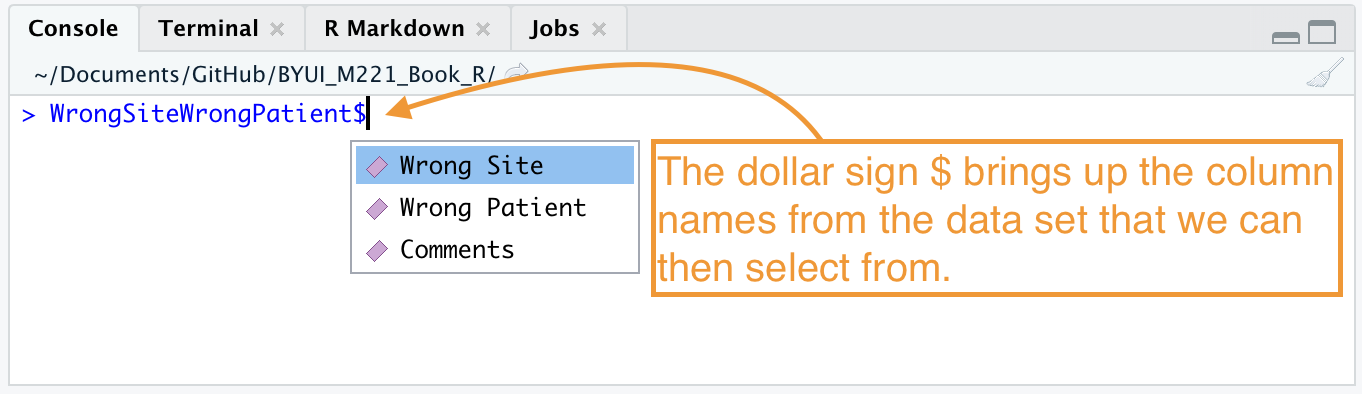 Console Terminal R Markdown Jobs
~/Documents/GitHub/BYUI_M221_Book_R/
> WrongSiteWrongPatient$
Wrong Site
Wrong Patient
Comments
The dollar sign $ brings up the column
names from the data set that we can
then select from.